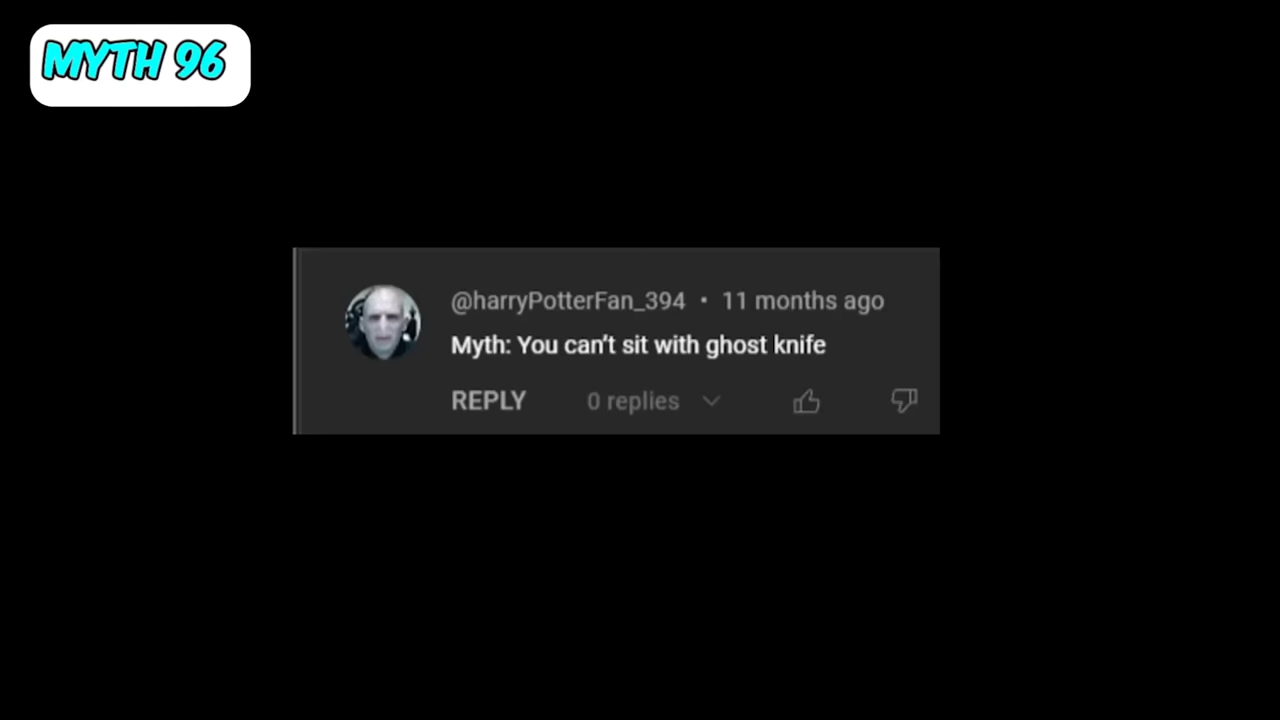 MYTH 96
@harryPotterFan_394 • 11 months ago
Myth: You can't sit with ghost knife
REPLY 0 replies